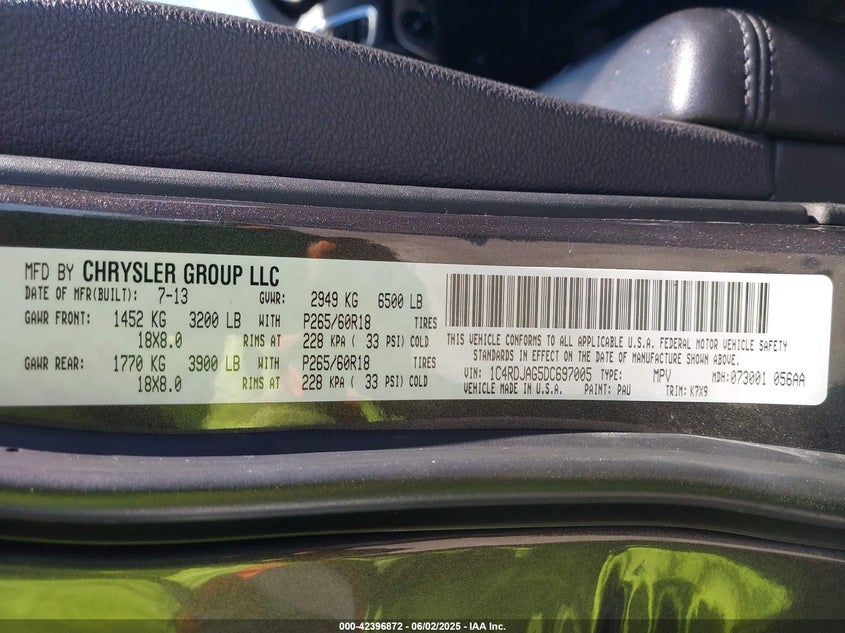 MFD BY CHRYSLER GROUP LLC
DATE OF MFR(BUILT): 7-13 GVWR: 2949 KG 6500 LB
GAWR FRONT: 1452 KG 3200 LB WITH P265/60R18 TIRES
18X8.0 RIMS AT 228 KPA ( 33 PSI) COLD
GAWR REAR: 1770 KG 3900 LB WITH P265/60R18 TIRES
18X8.0 RIMS AT 228 KPA ( 33 PSI) COLD
THIS VEHICLE CONFORMS TO ALL APPLICABLE U.S.A. FEDERAL MOTOR VEHICLE SAFETY
STANDARDS IN EFFECT ON THE DATE OF MANUFACTURE SHOWN ABOVE.
VIN: 1C4RDJAG5DC697005 TYPE: MPV MDH:073001 056AA
VEHICLE MADE IN U.S.A. PAINT: PAU TRIM: K7X9
000-42396872 | 06/02/2025 - IAA Inc.